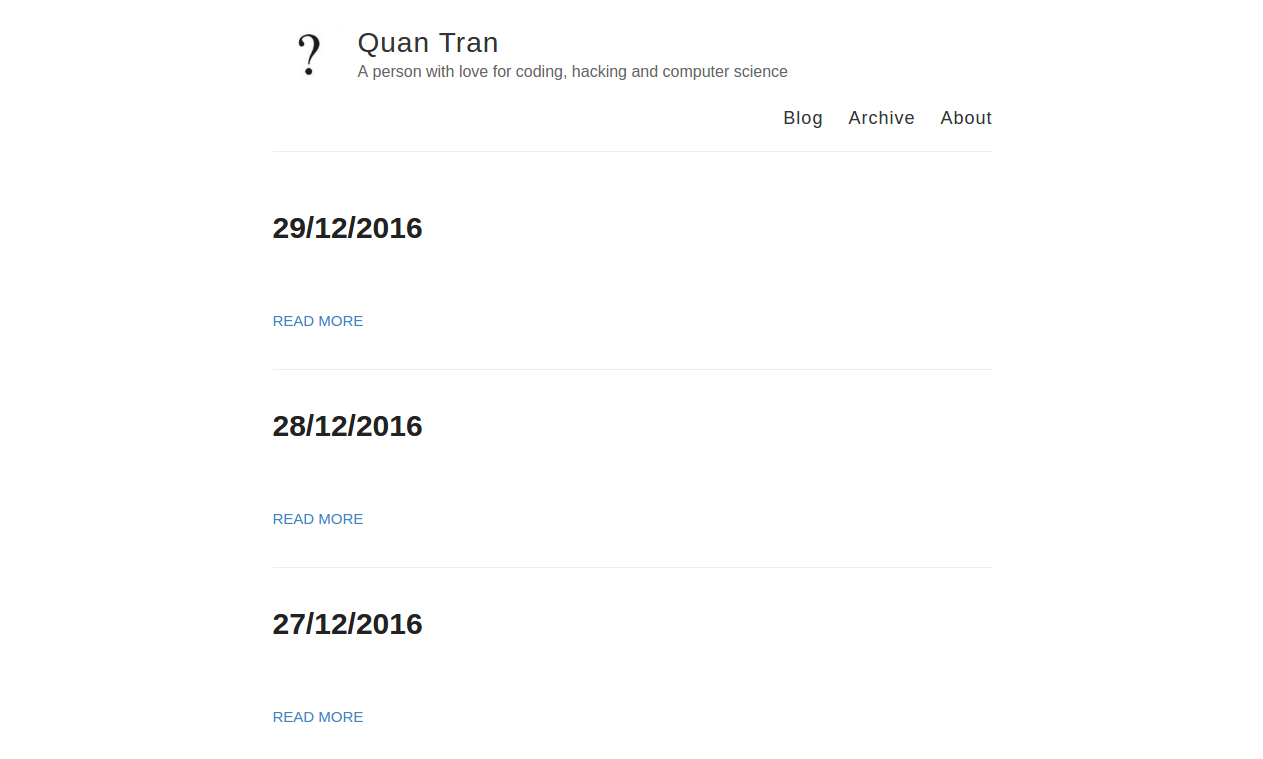 ?
Quan Tran
A person with love for coding, hacking and computer science
Blog Archive About
29/12/2016
READ MORE
28/12/2016
READ MORE
27/12/2016
READ MORE